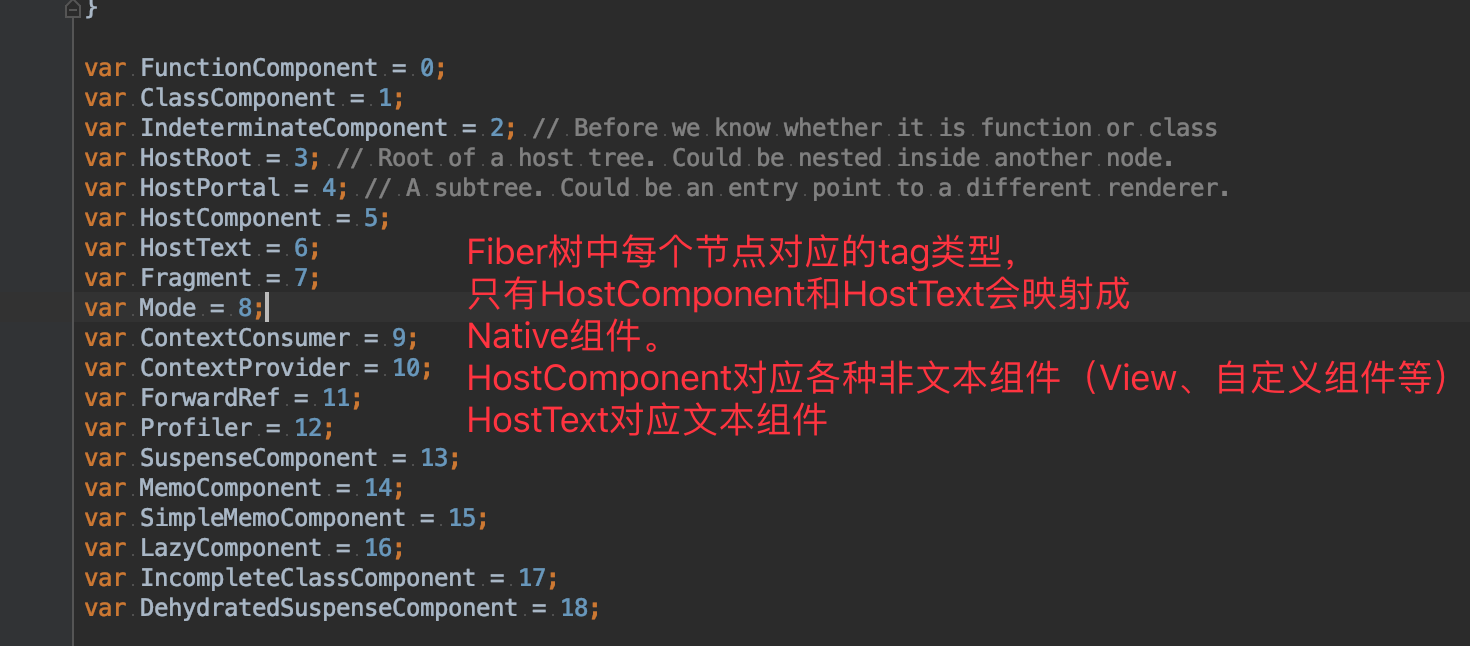 }
var FunctionComponent = 0;
var ClassComponent = 1;
var IndeterminateComponent = 2; // Before we know whether it is function or class
var HostRoot = 3; // Root of a host tree. Could be nested inside another node.
var HostPortal = 4; // A subtree. Could be an entry point to a different renderer.
var HostComponent = 5;
var HostText = 6;
var Fragment = 7;
var Mode = 8;
var ContextConsumer = 9;
var ContextProvider = 10;
var ForwardRef = 11;
var Profiler = 12;
var SuspenseComponent = 13;
var MemoComponent = 14;
var SimpleMemoComponent = 15;
var LazyComponent = 16;
var IncompleteClassComponent = 17;
var DehydratedSuspenseComponent = 18;
Fiber树中每个节点对应的tag类型，
只有HostComponent和HostText会映射成
Native组件。
HostComponent对应各种非文本组件（View、自定义组件等）
HostText对应文本组件